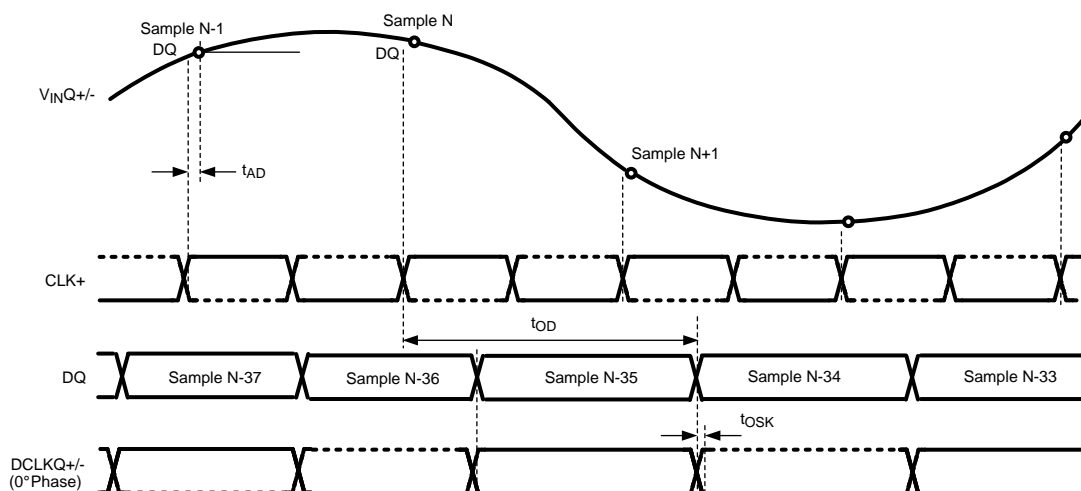 Sample N-1
DQ
Sample N
DQ
VINQ+/-
Sample N+1
tAD
CLK+
tOD
DQ
Sample N-37
Sample N-36
Sample N-35
Sample N-34
Sample N-33
tOSK
DCLKQ+/-
(0°Phase)